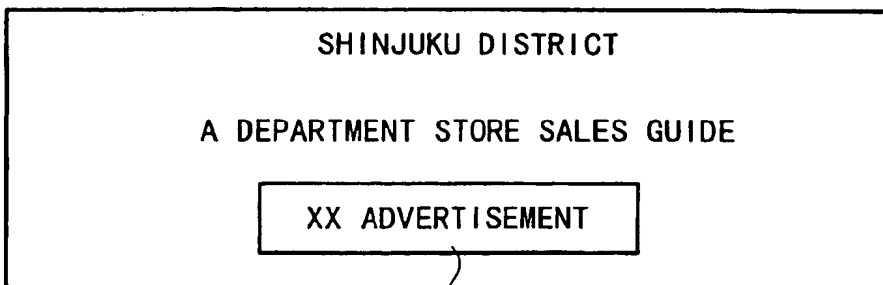 SHINJUKU DISTRICT
A DEPARTMENT STORE SALES GUIDE
XX ADVERTISEMENT